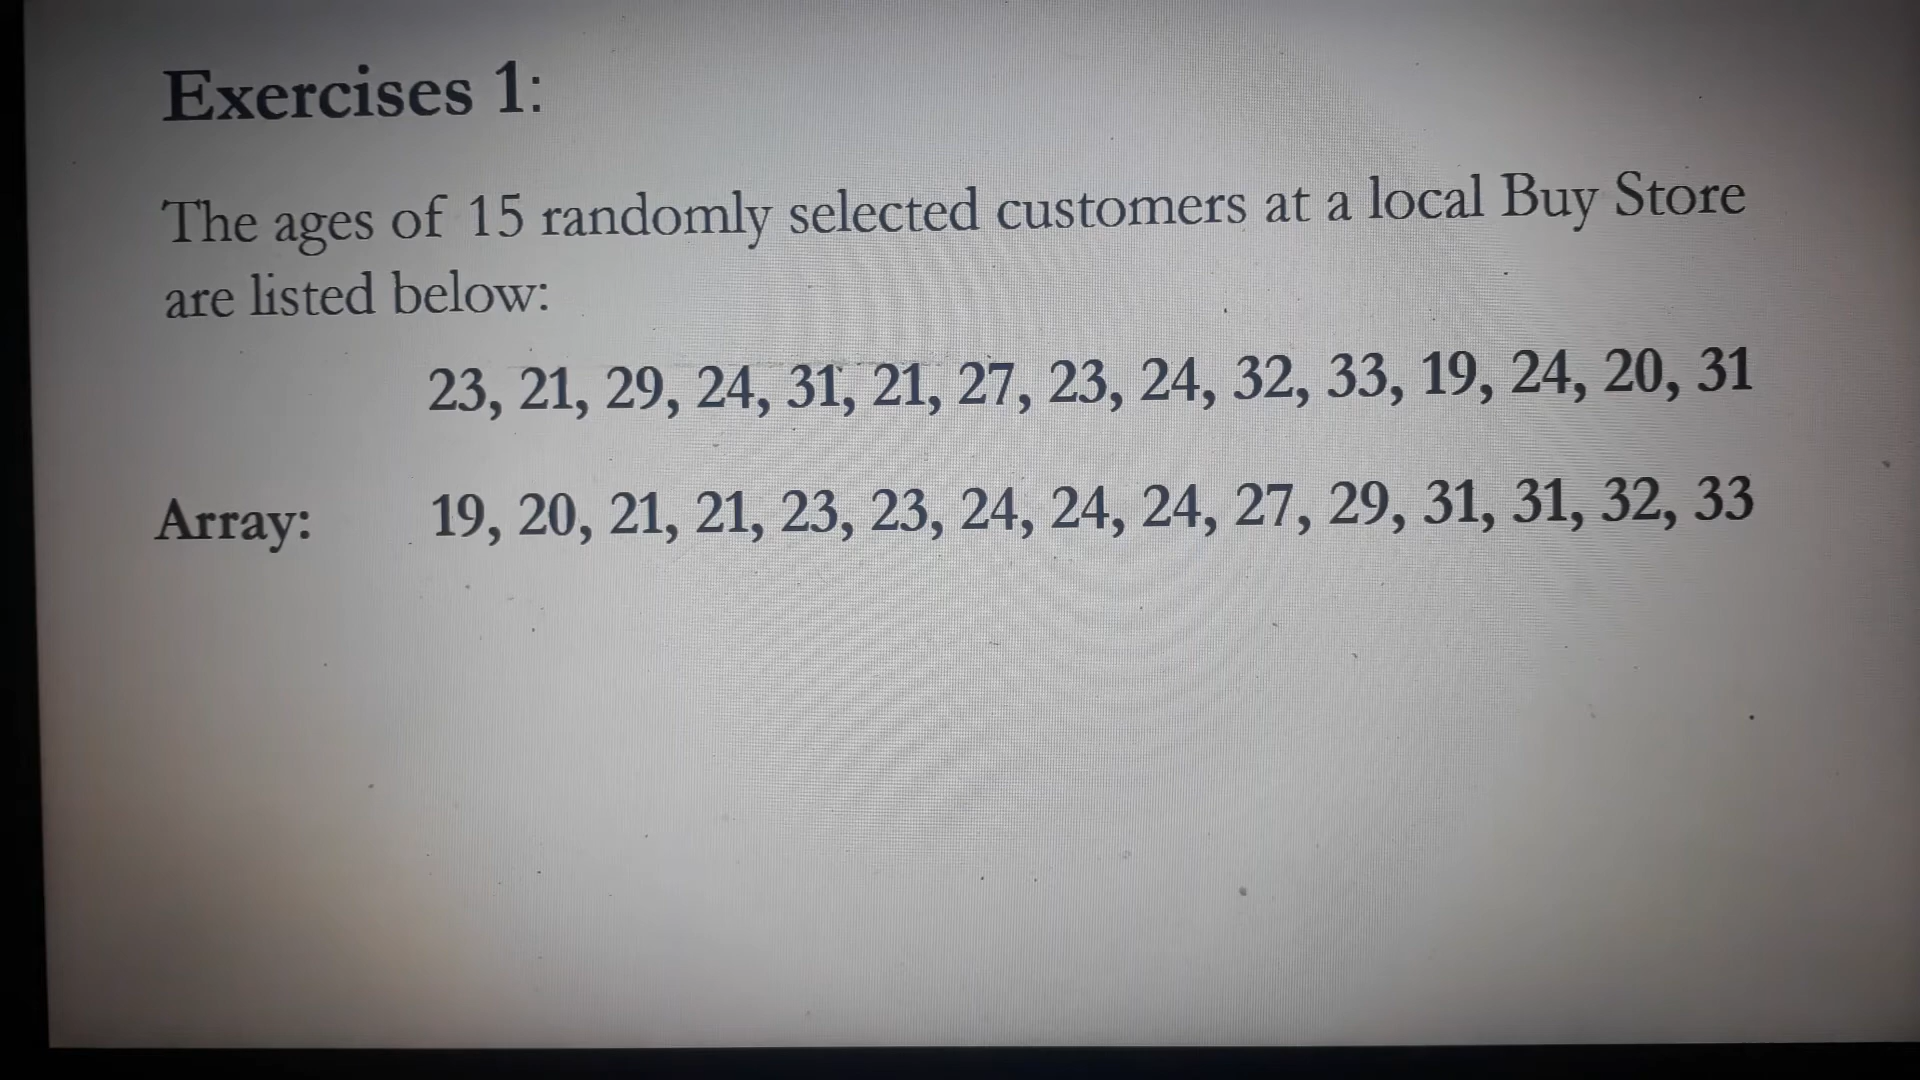 Exercises 1:
The ages of 15 randomly selected customers at a local Buy Store
are listed below:
23, 21, 29, 24, 31, 21, 27, 23, 24, 32, 33, 19, 24, 20, 31
Array: 19, 20, 21, 21, 23, 23, 24, 24, 24, 27, 29, 31, 31, 32, 33